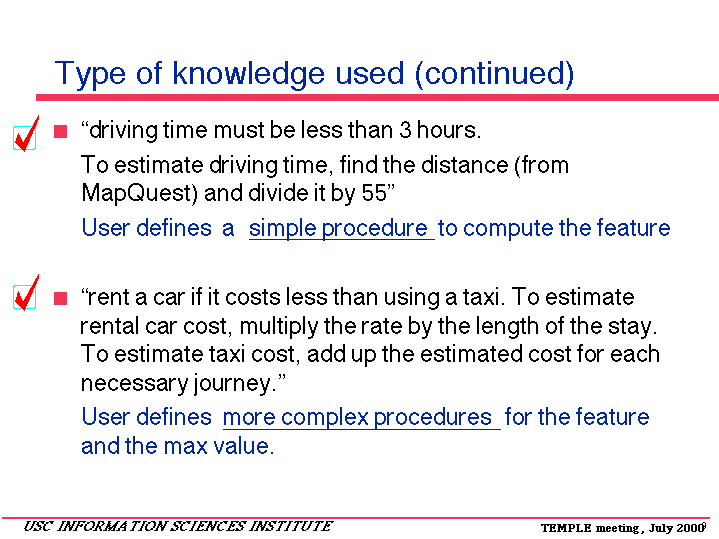 Type of knowledge used (continued)
“driving time must be less than 3 hours.
To estimate driving time, find the distance (from
MapQuest) and divide it by 55”
User defines a simple procedure to compute the feature
“rent a car if it costs less than using a taxi. To estimate
rental car cost, multiply the rate by the length of the stay.
To estimate taxi cost, add up the estimated cost for each
necessary journey.”
User defines more complex procedures for the feature
and the max value.
USC INFORMATION SCIENCES INSTITUTE
TEMPLE meeting, July 2000